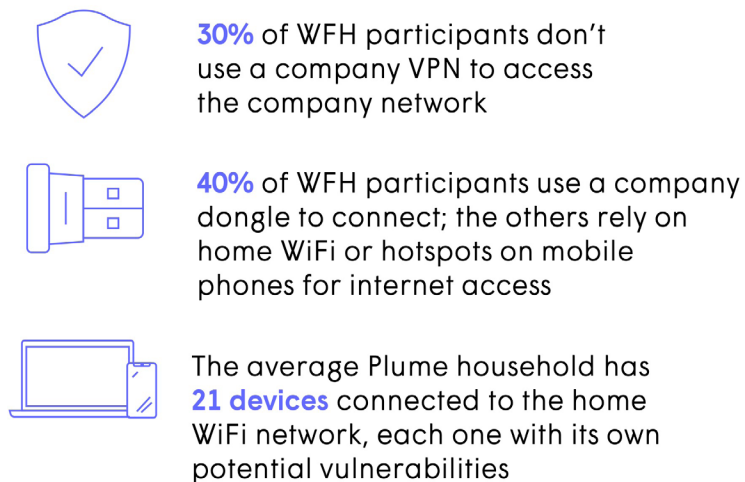 30% of WFH participants don't
use a company VPN to access
the company network
40% of WFH participants use a company
dongle to connect; the others rely on
home WiFi or hotspots on mobile
phones for internet access
The average Plume household has
21 devices connected to the home
WiFi network, each one with its own
potential vulnerabilities